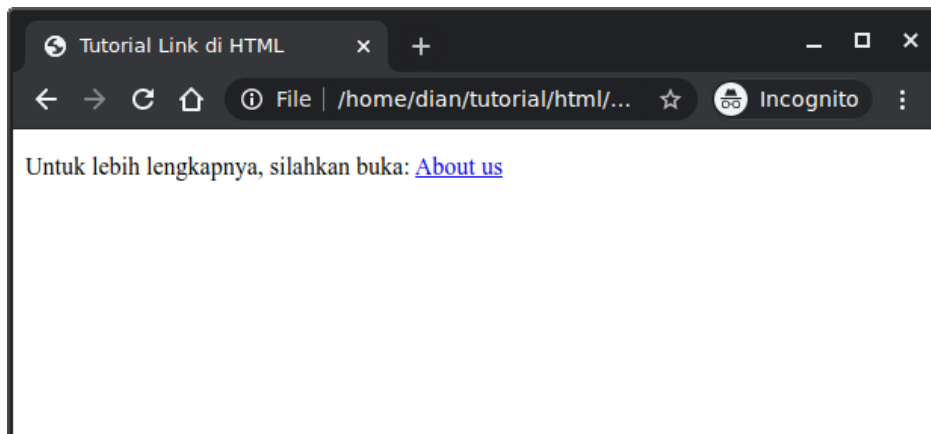 Tutorial Link di HTML
File /home/dian/tutorial/html/... Incognito
Untuk lebih lengkapnya, silahkan buka: About us